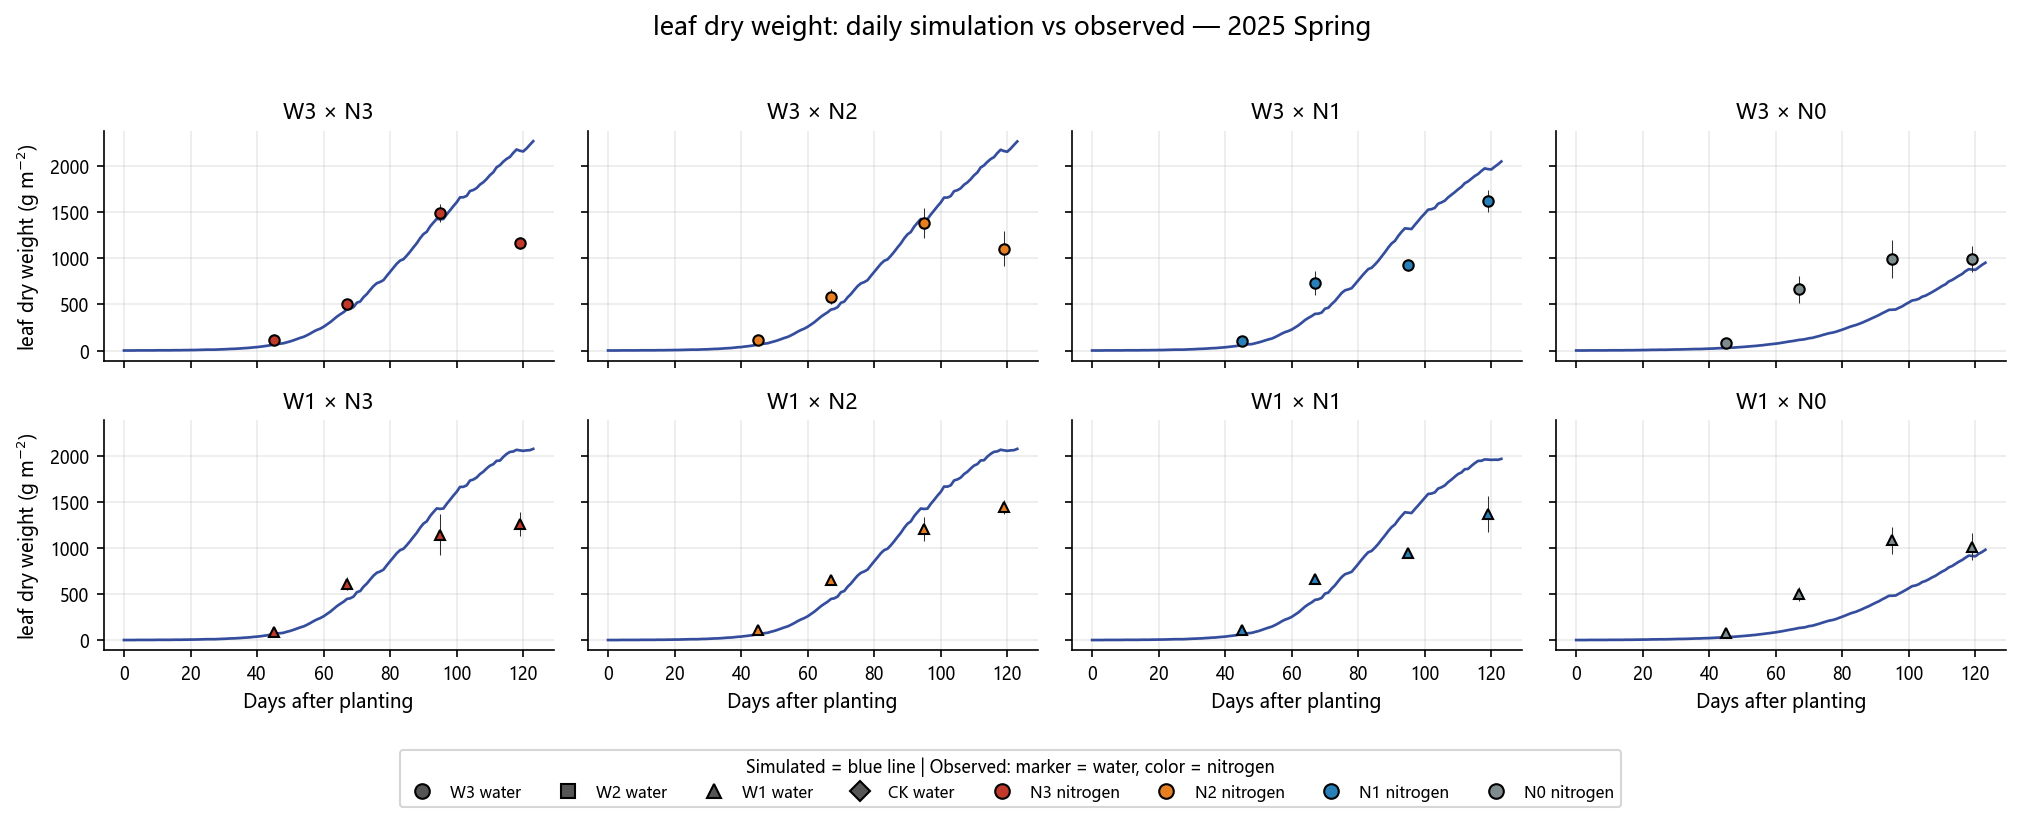 leaf dry weight: daily simulation vs observed — 2025 Spring
W3 × N3
W3 × N2
W3 × N1
W3 × N0
leaf dry weight (g m⁻²)
2000
1500
1000
500
0
W1 × N3
W1 × N2
W1 × N1
W1 × N0
leaf dry weight (g m⁻²)
2000
1500
1000
500
0
0 20 40 60 80 100 120
0 20 40 60 80 100 120
0 20 40 60 80 100 120
0 20 40 60 80 100 120
Days after planting
Days after planting
Days after planting
Days after planting
Simulated = blue line | Observed: marker = water, color = nitrogen
W3 water W2 water W1 water CK water N3 nitrogen N2 nitrogen N1 nitrogen N0 nitrogen